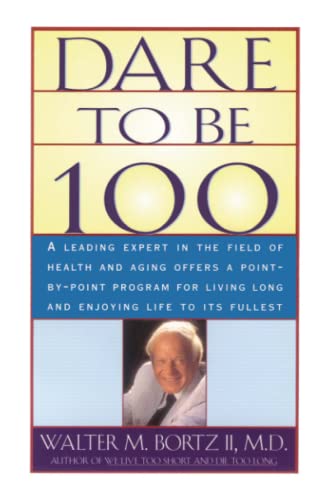 DARE
TO BE
100
A LEADING EXPERT IN THE FIELD OF
HEALTH AND AGING OFFERS A POINT-
BY-POINT PROGRAM FOR LIVING LONG
AND ENJOYING LIFE TO ITS FULLEST
WALTER M. BORTZ II, M.D.
AUTHOR OF WE LIVE TOO SHORT AND DIE TOO LONG